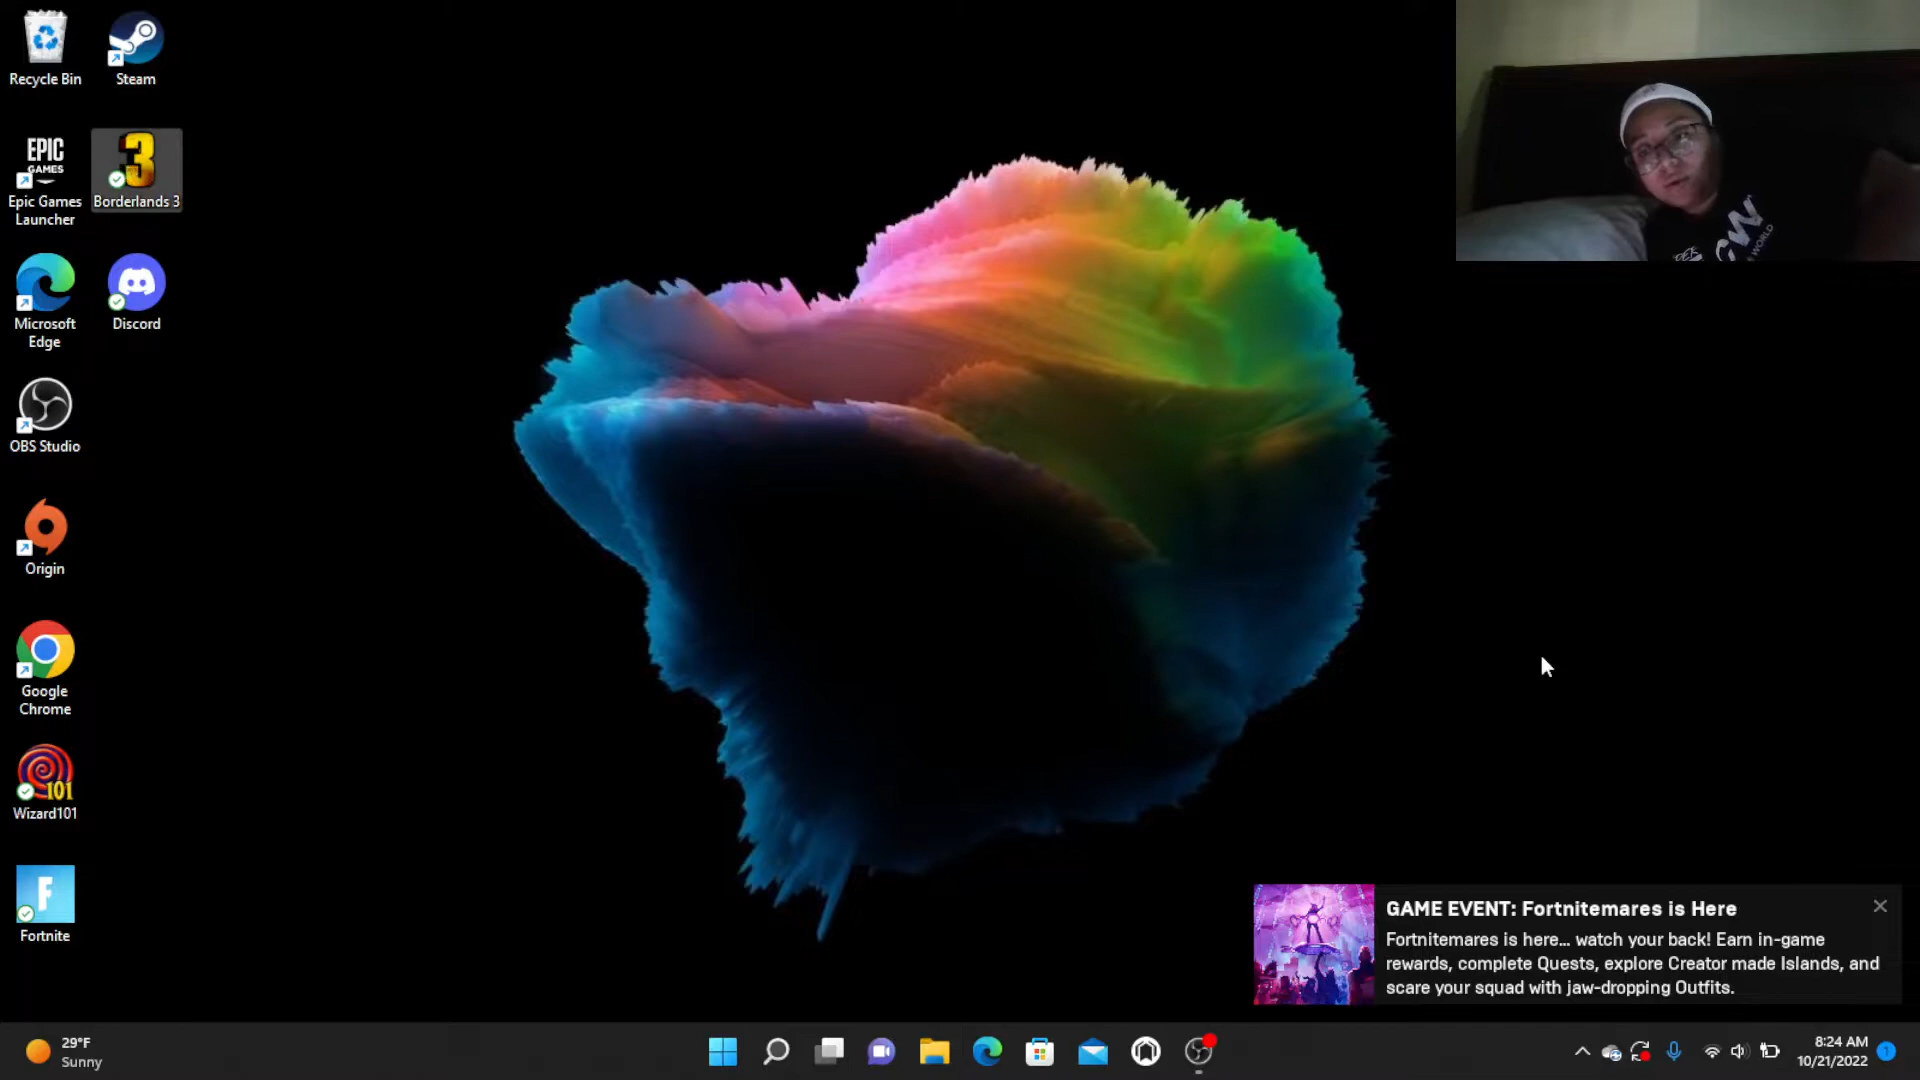 Recycle Bin
Steam
EPIC
GAMES
Epic Games
Launcher
3
Borderlands 3
Microsoft
Edge
Discord
OBS Studio
Origin
Google
Chrome
101
Wizard101
F
Fortnite
WORLD
GAME EVENT: Fortnitemares is Here
Fortnitemares is here... watch your back! Earn in-game
rewards, complete Quests, explore Creator made Islands, and
scare your squad with jaw-dropping Outfits.
29°F
Sunny
8:24 AM
10/21/2022
1